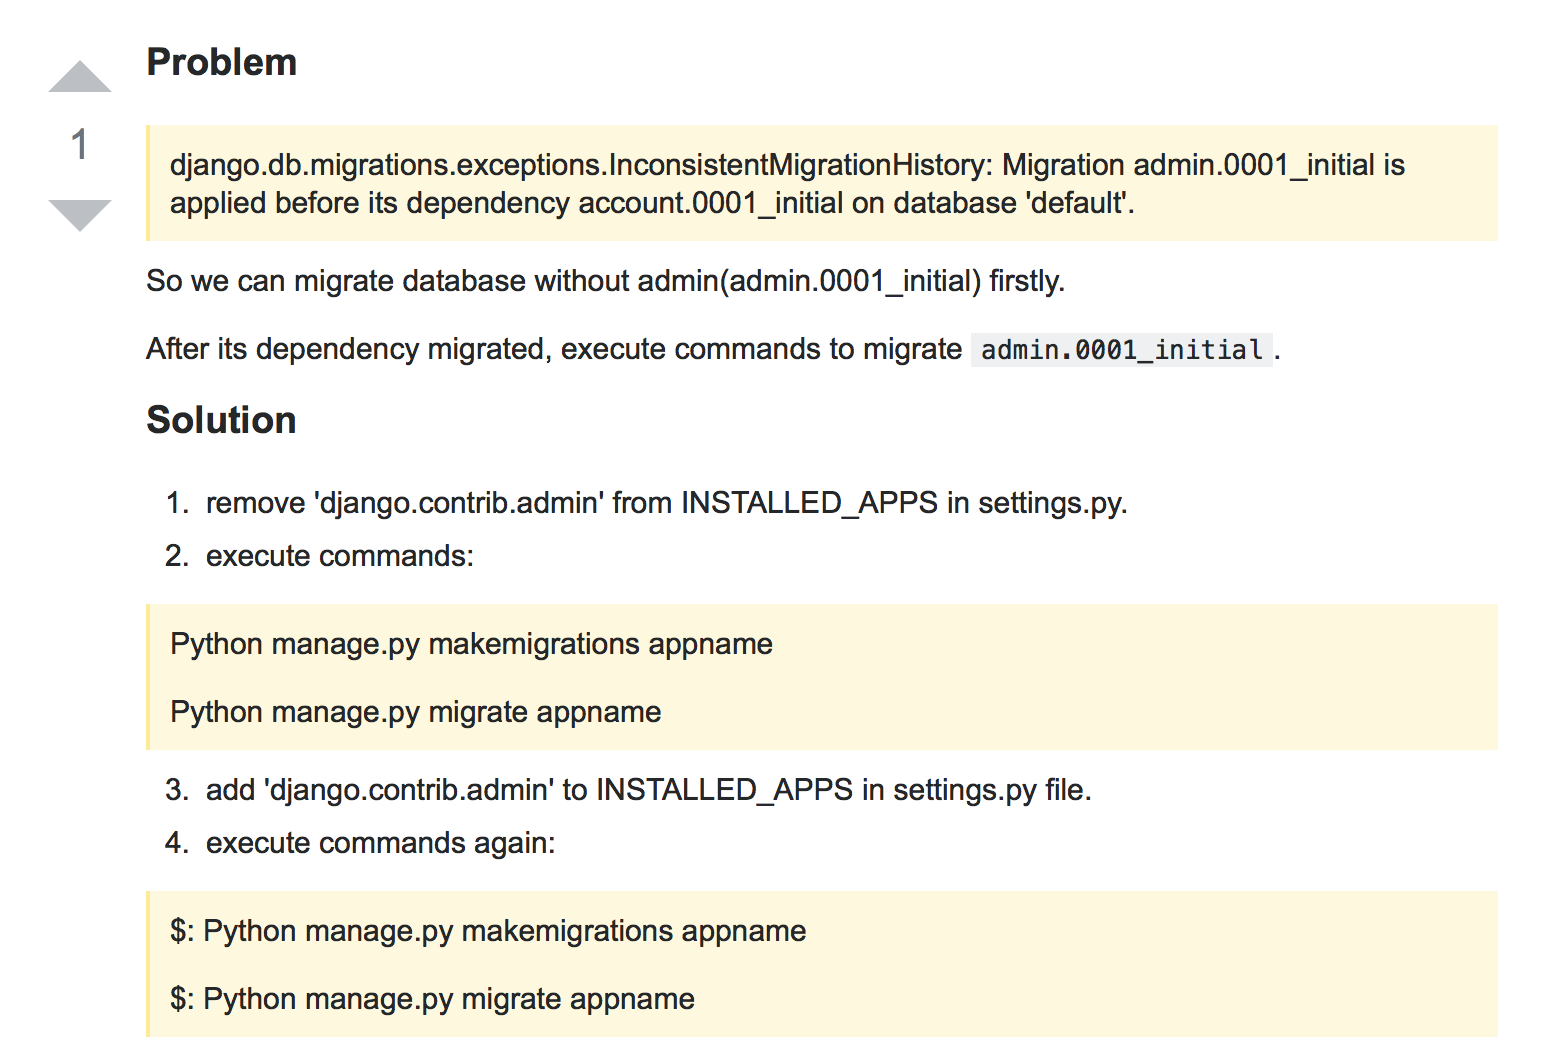 Problem
1
django.db.migrations.exceptions.InconsistentMigrationHistory: Migration admin.0001_initial is
applied before its dependency account.0001_initial on database 'default'.
So we can migrate database without admin(admin.0001_initial) firstly.
After its dependency migrated, execute commands to migrate admin.0001_initial.
Solution
1. remove 'django.contrib.admin' from INSTALLED_APPS in settings.py.
2. execute commands:
Python manage.py makemigrations appname
Python manage.py migrate appname
3. add 'django.contrib.admin' to INSTALLED_APPS in settings.py file.
4. execute commands again:
$: Python manage.py makemigrations appname
$: Python manage.py migrate appname